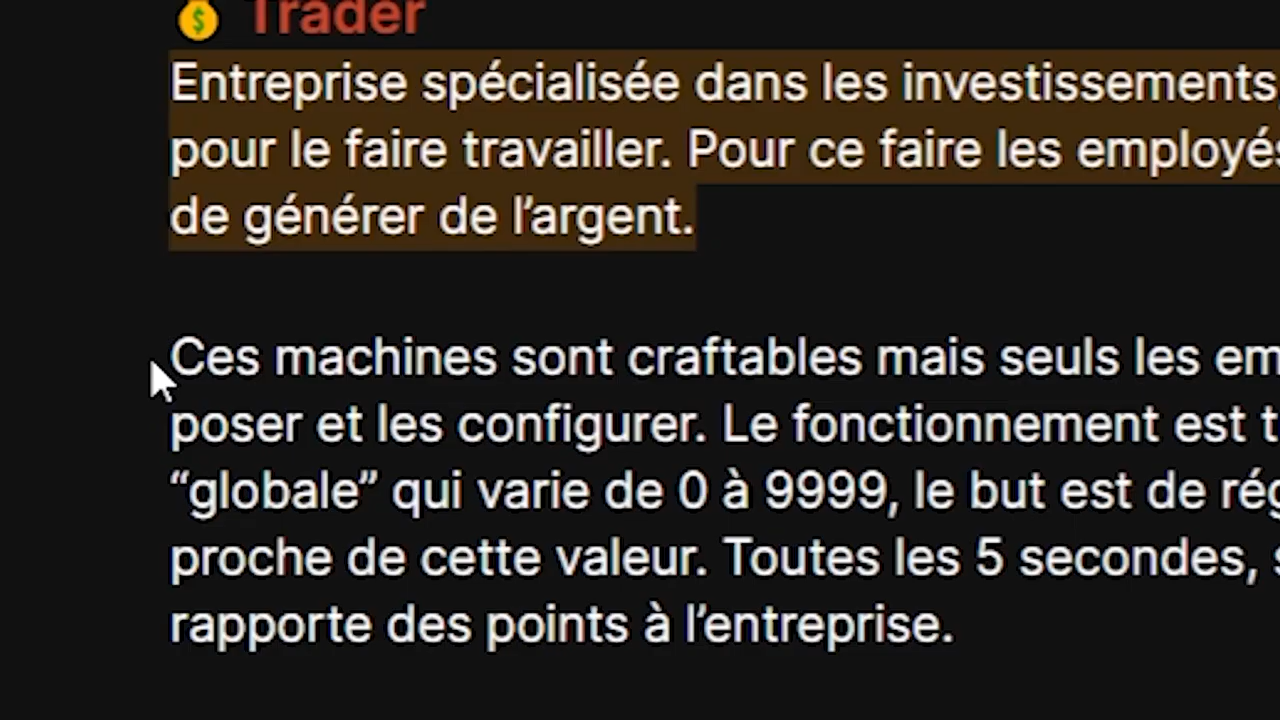 Trader
Entreprise spécialisée dans les investissements,
pour le faire travailler. Pour ce faire les employés
de générer de l’argent.
Ces machines sont craftables mais seuls les
poser et les configurer. Le fonctionnement est
“globale” qui varie de 0 à 9999, le but est de
proche de cette valeur. Toutes les 5 secondes,
rapporte des points à l’entreprise.